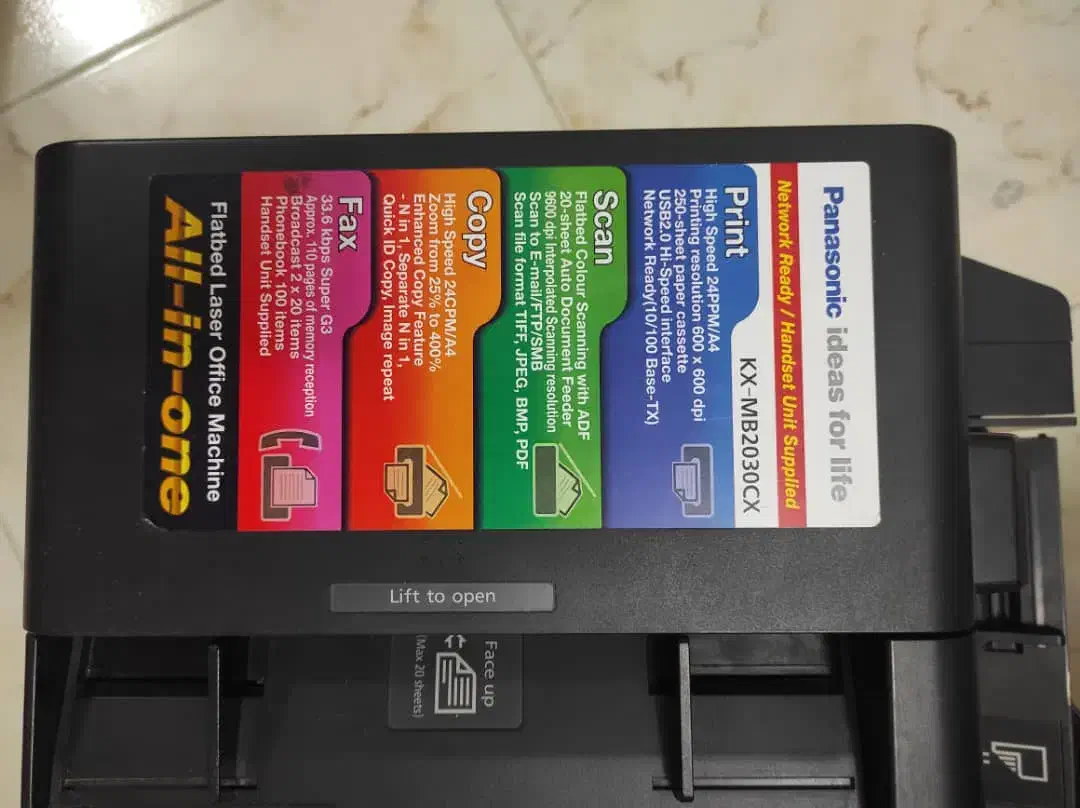 Panasonic ideas for life
Network Ready / Handset Unit Supplied
KX-MB2030CX
Print
High Speed 24PPM/A4
Printing resolution 600 x 600 dpi
250-sheet paper cassette
USB2.0 Hi-Speed interface
Network Ready(10/100 Base-TX)
Scan
Flatbed Colour Scanning with ADF
20-sheet Auto Document Feeder
9600 dpi Interpolated Scanning resolution
Scan to E-mail/FTP/SMB
Scan file format TIFF, JPEG, BMP, PDF
Copy
High Speed 24CPM/A4
Zoom from 25% to 400%
Enhanced Copy Feature
- N in 1, Separate N in 1,
Quick ID Copy, Image repeat
Fax
33.6 kbps Super G3
Approx. 110 pages of memory reception
Broadcast 2 x 20 items
Phonebook 100 items
Handset Unit Supplied
Flatbed Laser Office Machine
All-in-one
Lift to open
Face up
(Max 20 sheets)